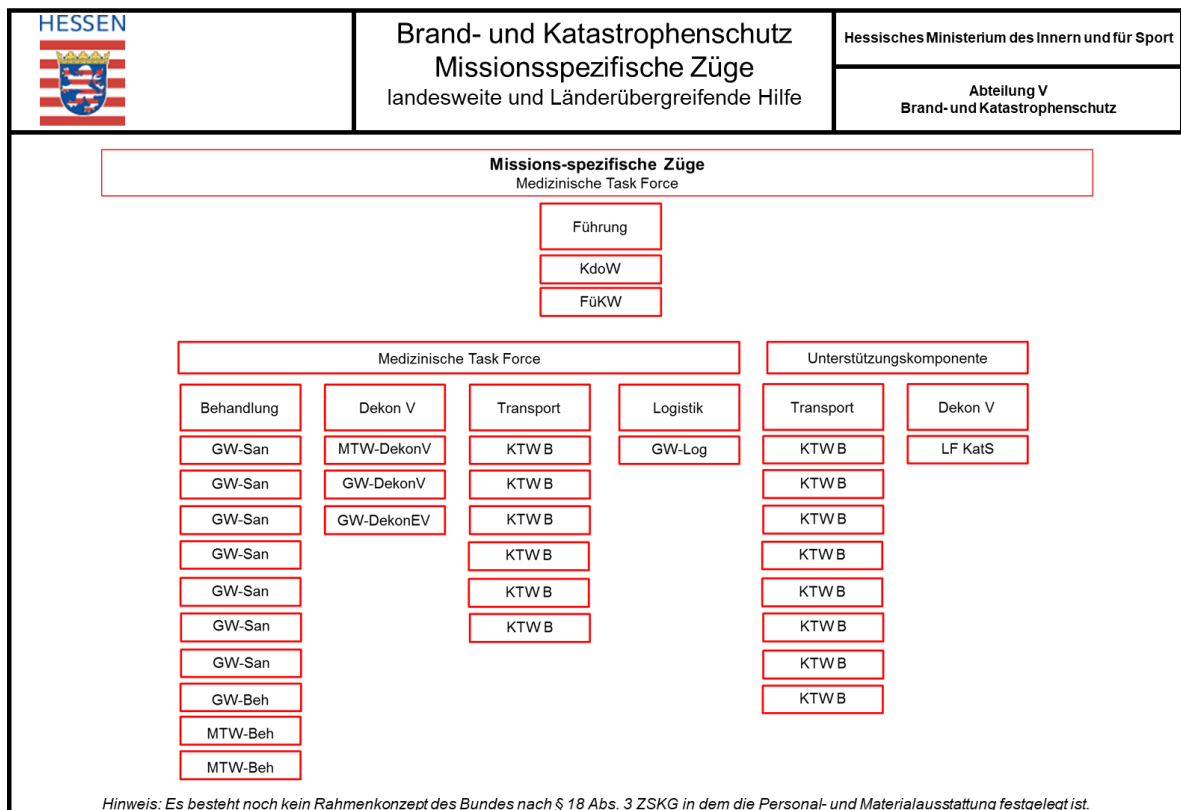 HESSEN
Brand- und Katastrophenschutz
Missionsspezifische Züge
landesweite und Länderübergreifende Hilfe
Hessisches Ministerium des Innern und für Sport
Abteilung V
Brand- und Katastrophenschutz
Missions-spezifische Züge
Medizinische Task Force
Führung
KdoW
FüKW
Medizinische Task Force
Unterstützungskomponente
Behandlung
GW-San
GW-San
GW-San
GW-San
GW-San
GW-San
GW-San
GW-Beh
MTW-Beh
MTW-Beh
Dekon V
MTW-DekonV
GW-DekonV
GW-DekonEV
Transport
KTW B
KTW B
KTW B
KTW B
KTW B
KTW B
Logistik
GW-Log
Transport
KTW B
KTW B
KTW B
KTW B
KTW B
KTW B
KTW B
KTW B
Dekon V
LF KatS
Hinweis: Es besteht noch kein Rahmenkonzept des Bundes nach § 18 Abs. 3 ZSKG in dem die Personal- und Materialausstattung festgelegt ist.